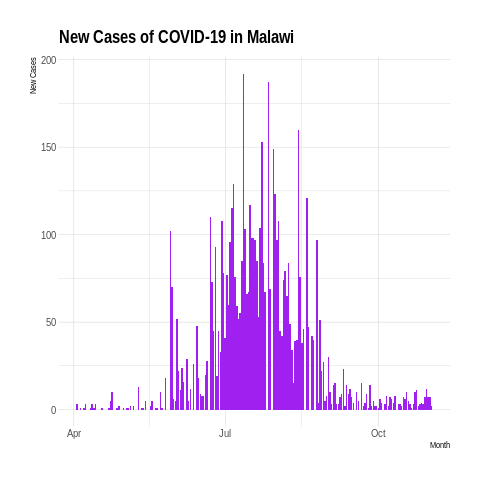 New Cases of COVID-19 in Malawi
New Cases
200
150
100
50
0
Apr
Jul
Oct
Month